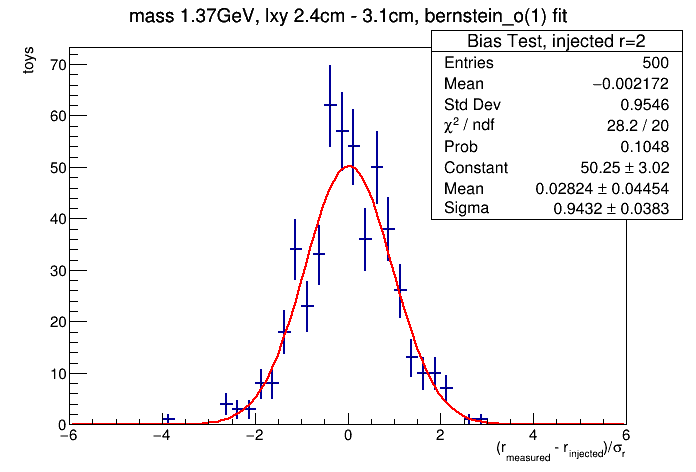 mass 1.37GeV, lxy 2.4cm - 3.1cm, bernstein_o(1) fit
Bias Test, injected r=2
Entries 500
Mean −0.002172
Std Dev 0.9546
χ² / ndf 28.2 / 20
Prob 0.1048
Constant 50.25 ± 3.02
Mean 0.02824 ± 0.04454
Sigma 0.9432 ± 0.0383
toys
70
60
50
40
30
20
10
0
−6 −4 −2 0 2 4 6
(r_measured - r_injected)/σ_r